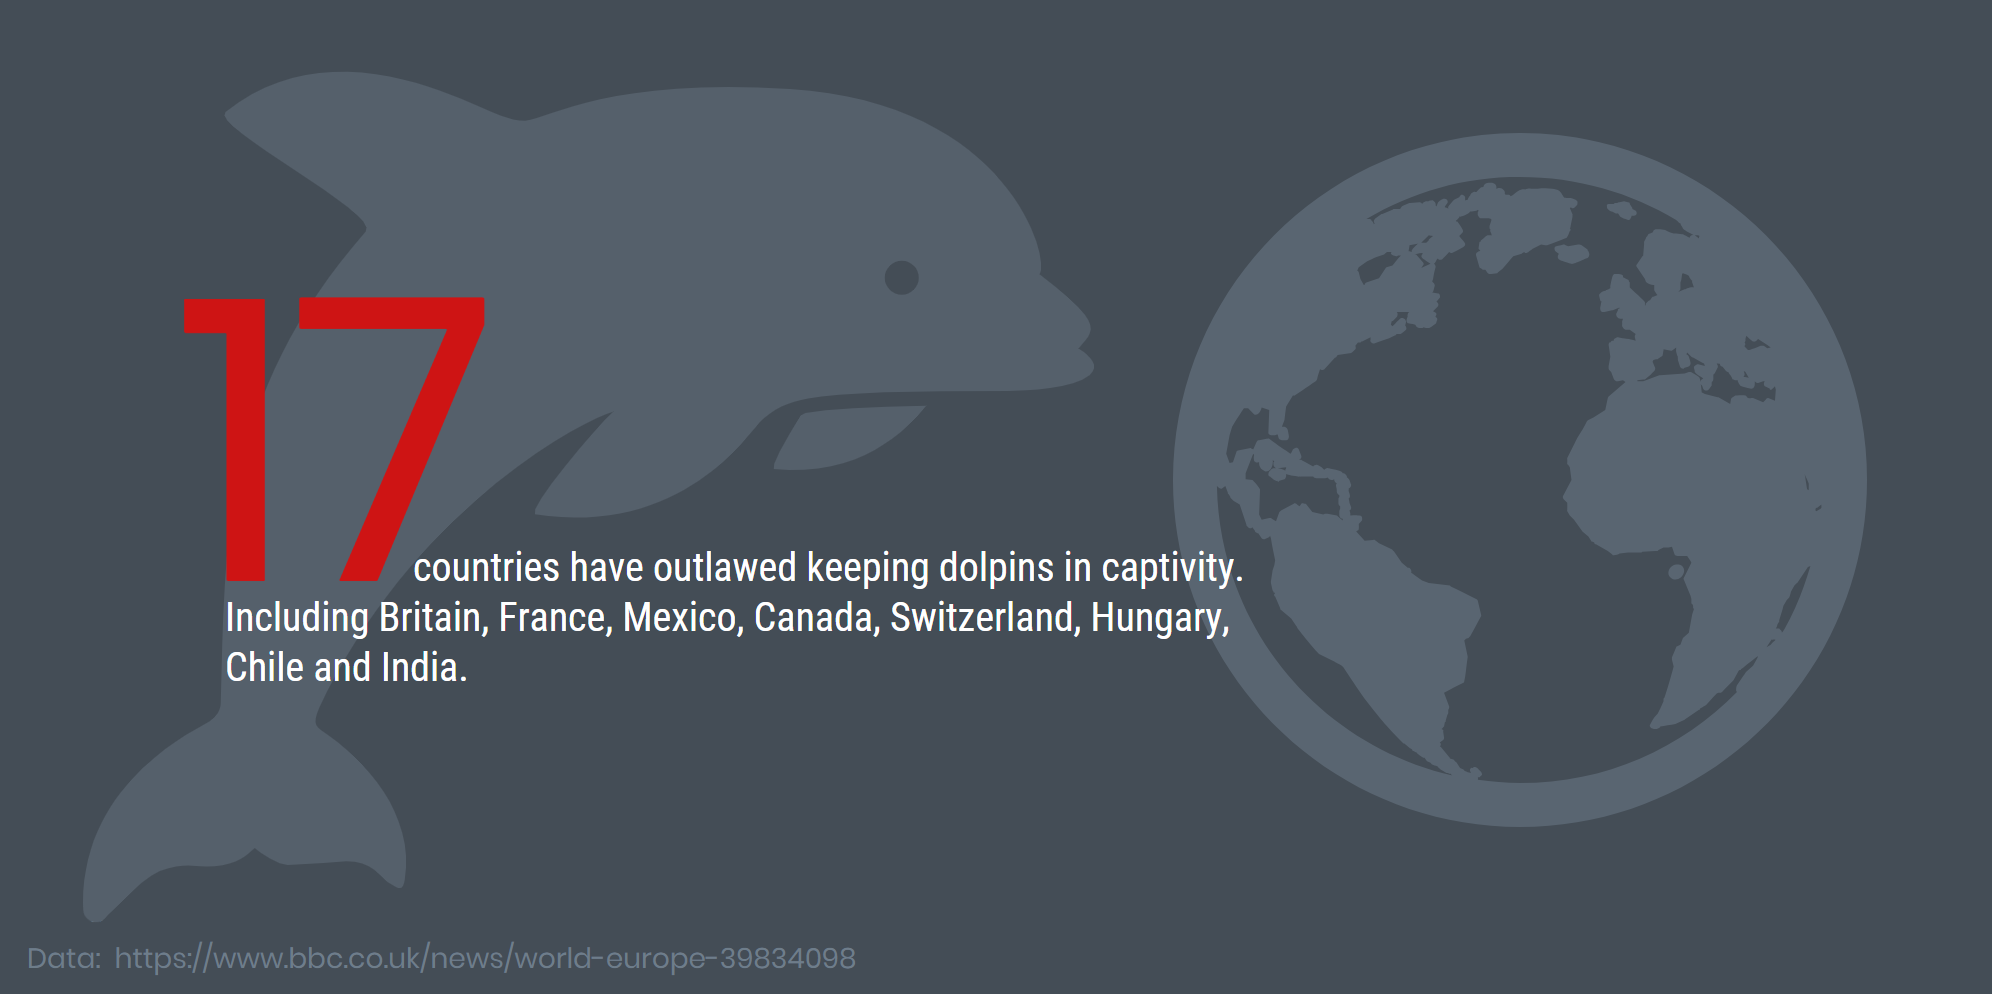 17 countries have outlawed keeping dolpins in captivity.
Including Britain, France, Mexico, Canada, Switzerland, Hungary,
Chile and India.
Data: https://www.bbc.co.uk/news/world-europe-39834098